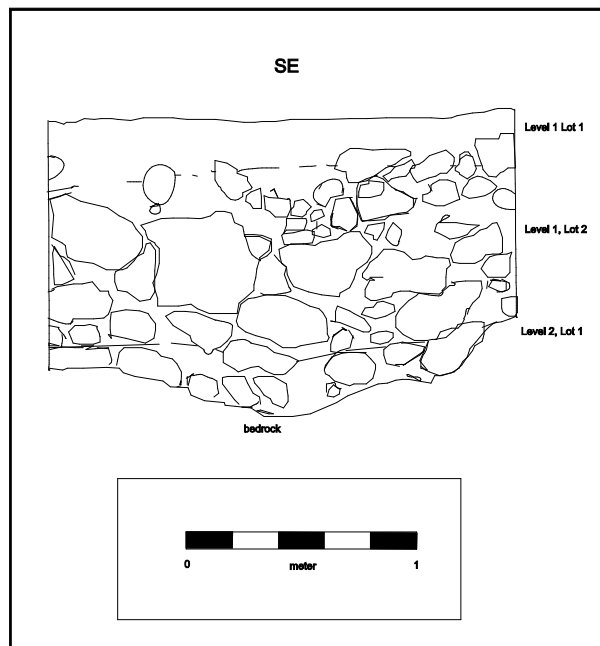 SE
Level 1 Lot 1
Level 1, Lot 2
Level 2, Lot 1
bedrock
0 meter 1